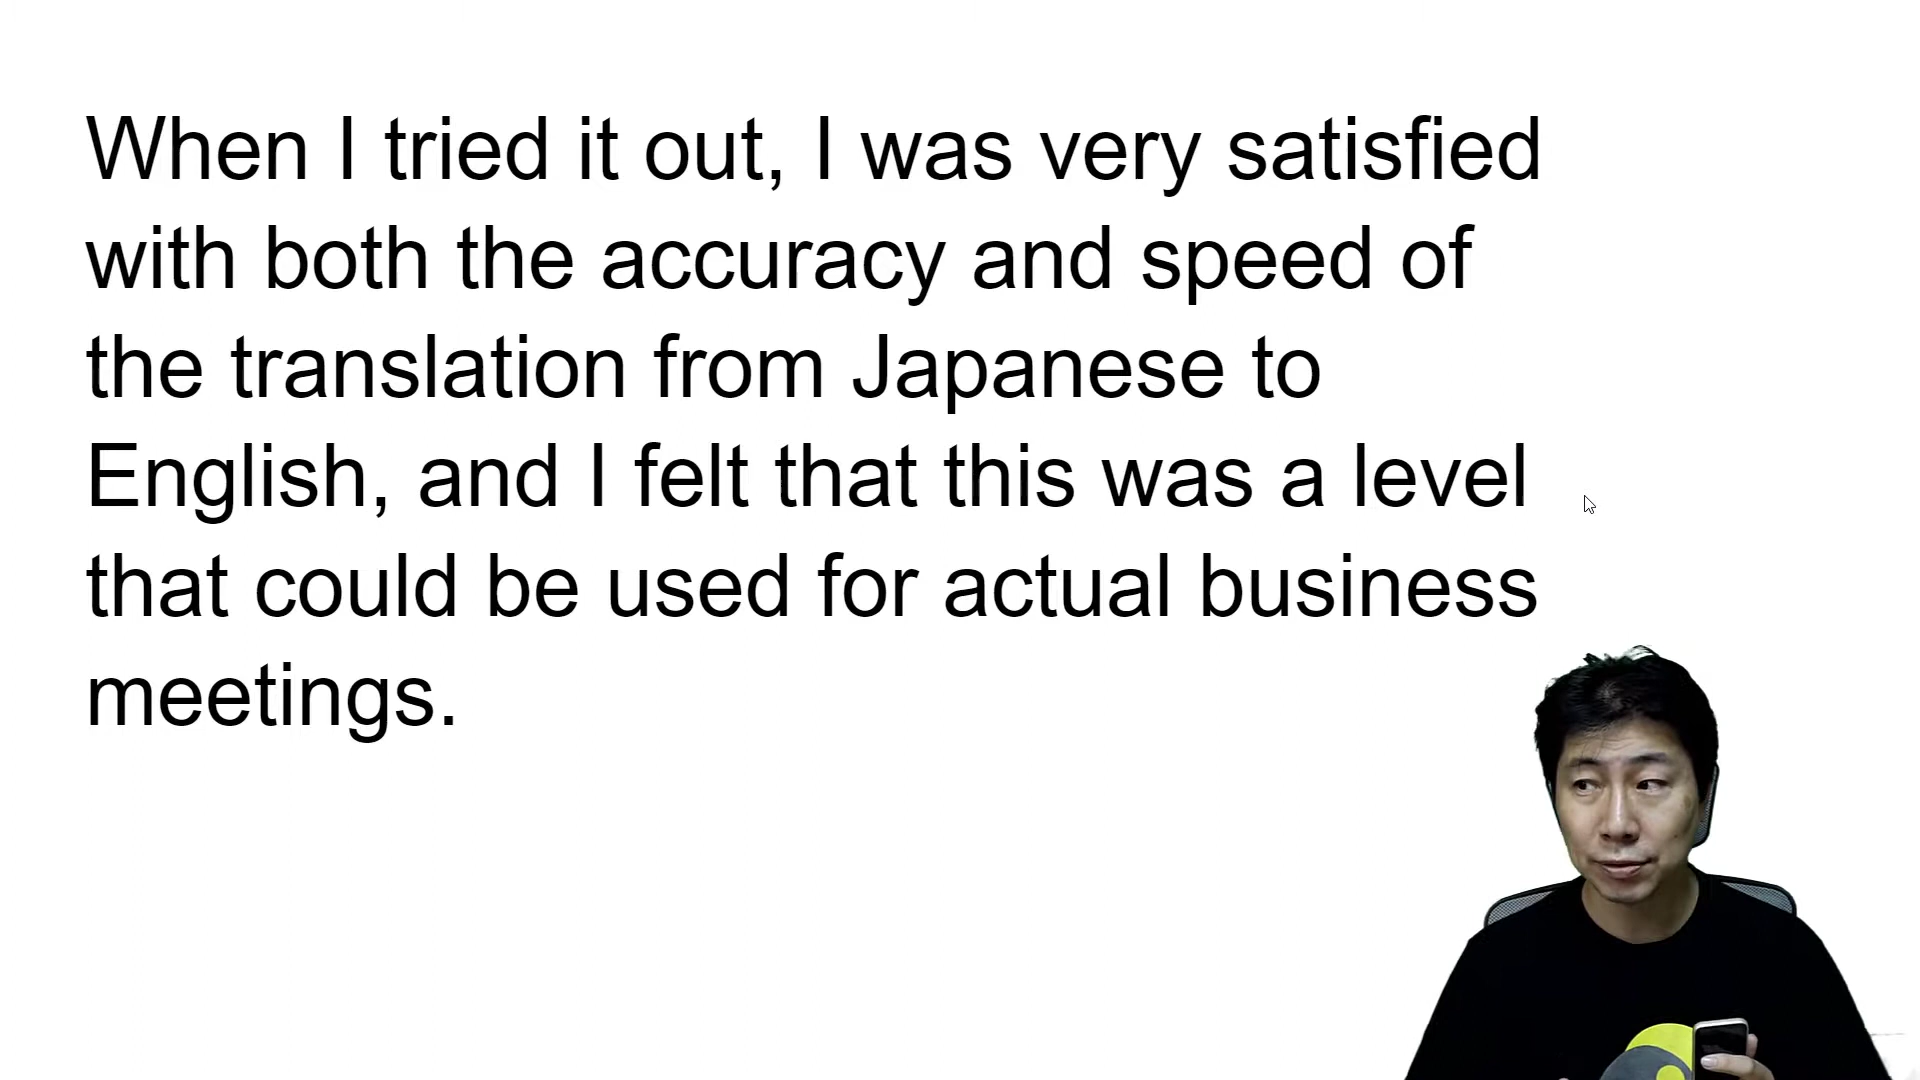 When I tried it out, I was very satisfied
with both the accuracy and speed of
the translation from Japanese to
English, and I felt that this was a level
that could be used for actual business
meetings.